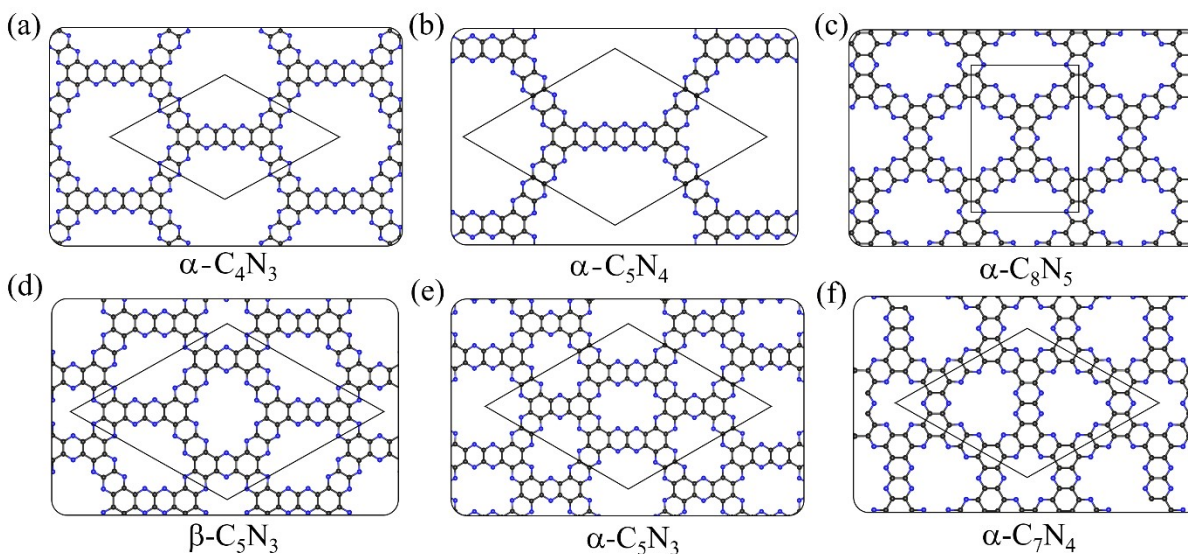 (a)
(b)
(c)
α-C₄N₃
α-C₅N₄
α-C₈N₅
(d)
(e)
(f)
β-C₅N₃
α-C₅N₃
α-C₇N₄